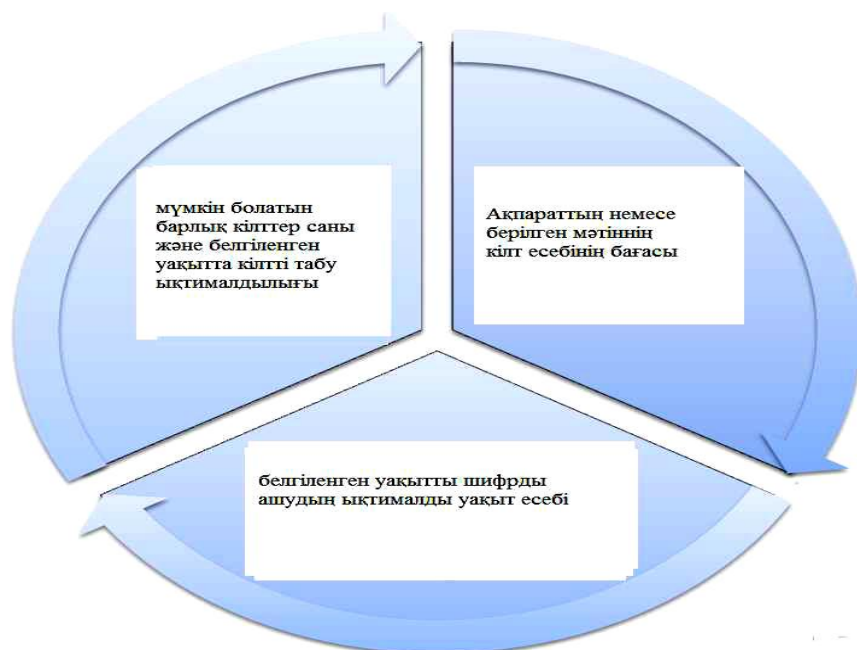 мүмкін болатын
барлық кілттер саны
және белгіленген
уақытта кілтті табу
ықтималдылығы
Ақпараттың немесе
берілген мәтіннің
кілт есебінің бағасы
белгіленген уақытты шифрды
ашудың ықтималды уақыт есебі